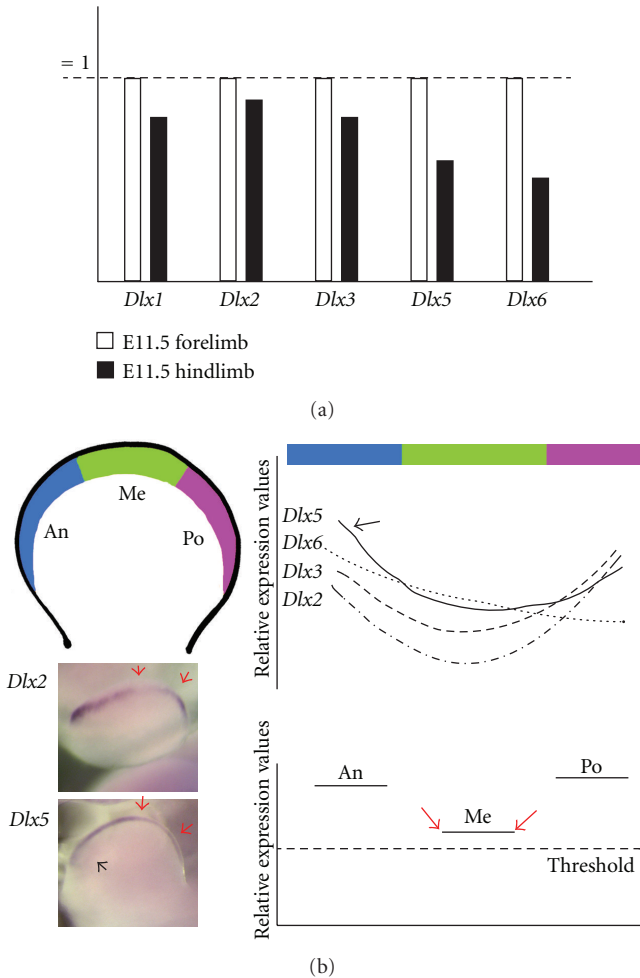 = 1
Dlx1 Dlx2 Dlx3 Dlx5 Dlx6
E11.5 forelimb
E11.5 hindlimb
(a)
An
Me
Po
Dlx2
Dlx5
Relative expression values
Dlx5
Dlx6
Dlx3
Dlx2
Relative expression values
An
Me
Po
Threshold
(b)